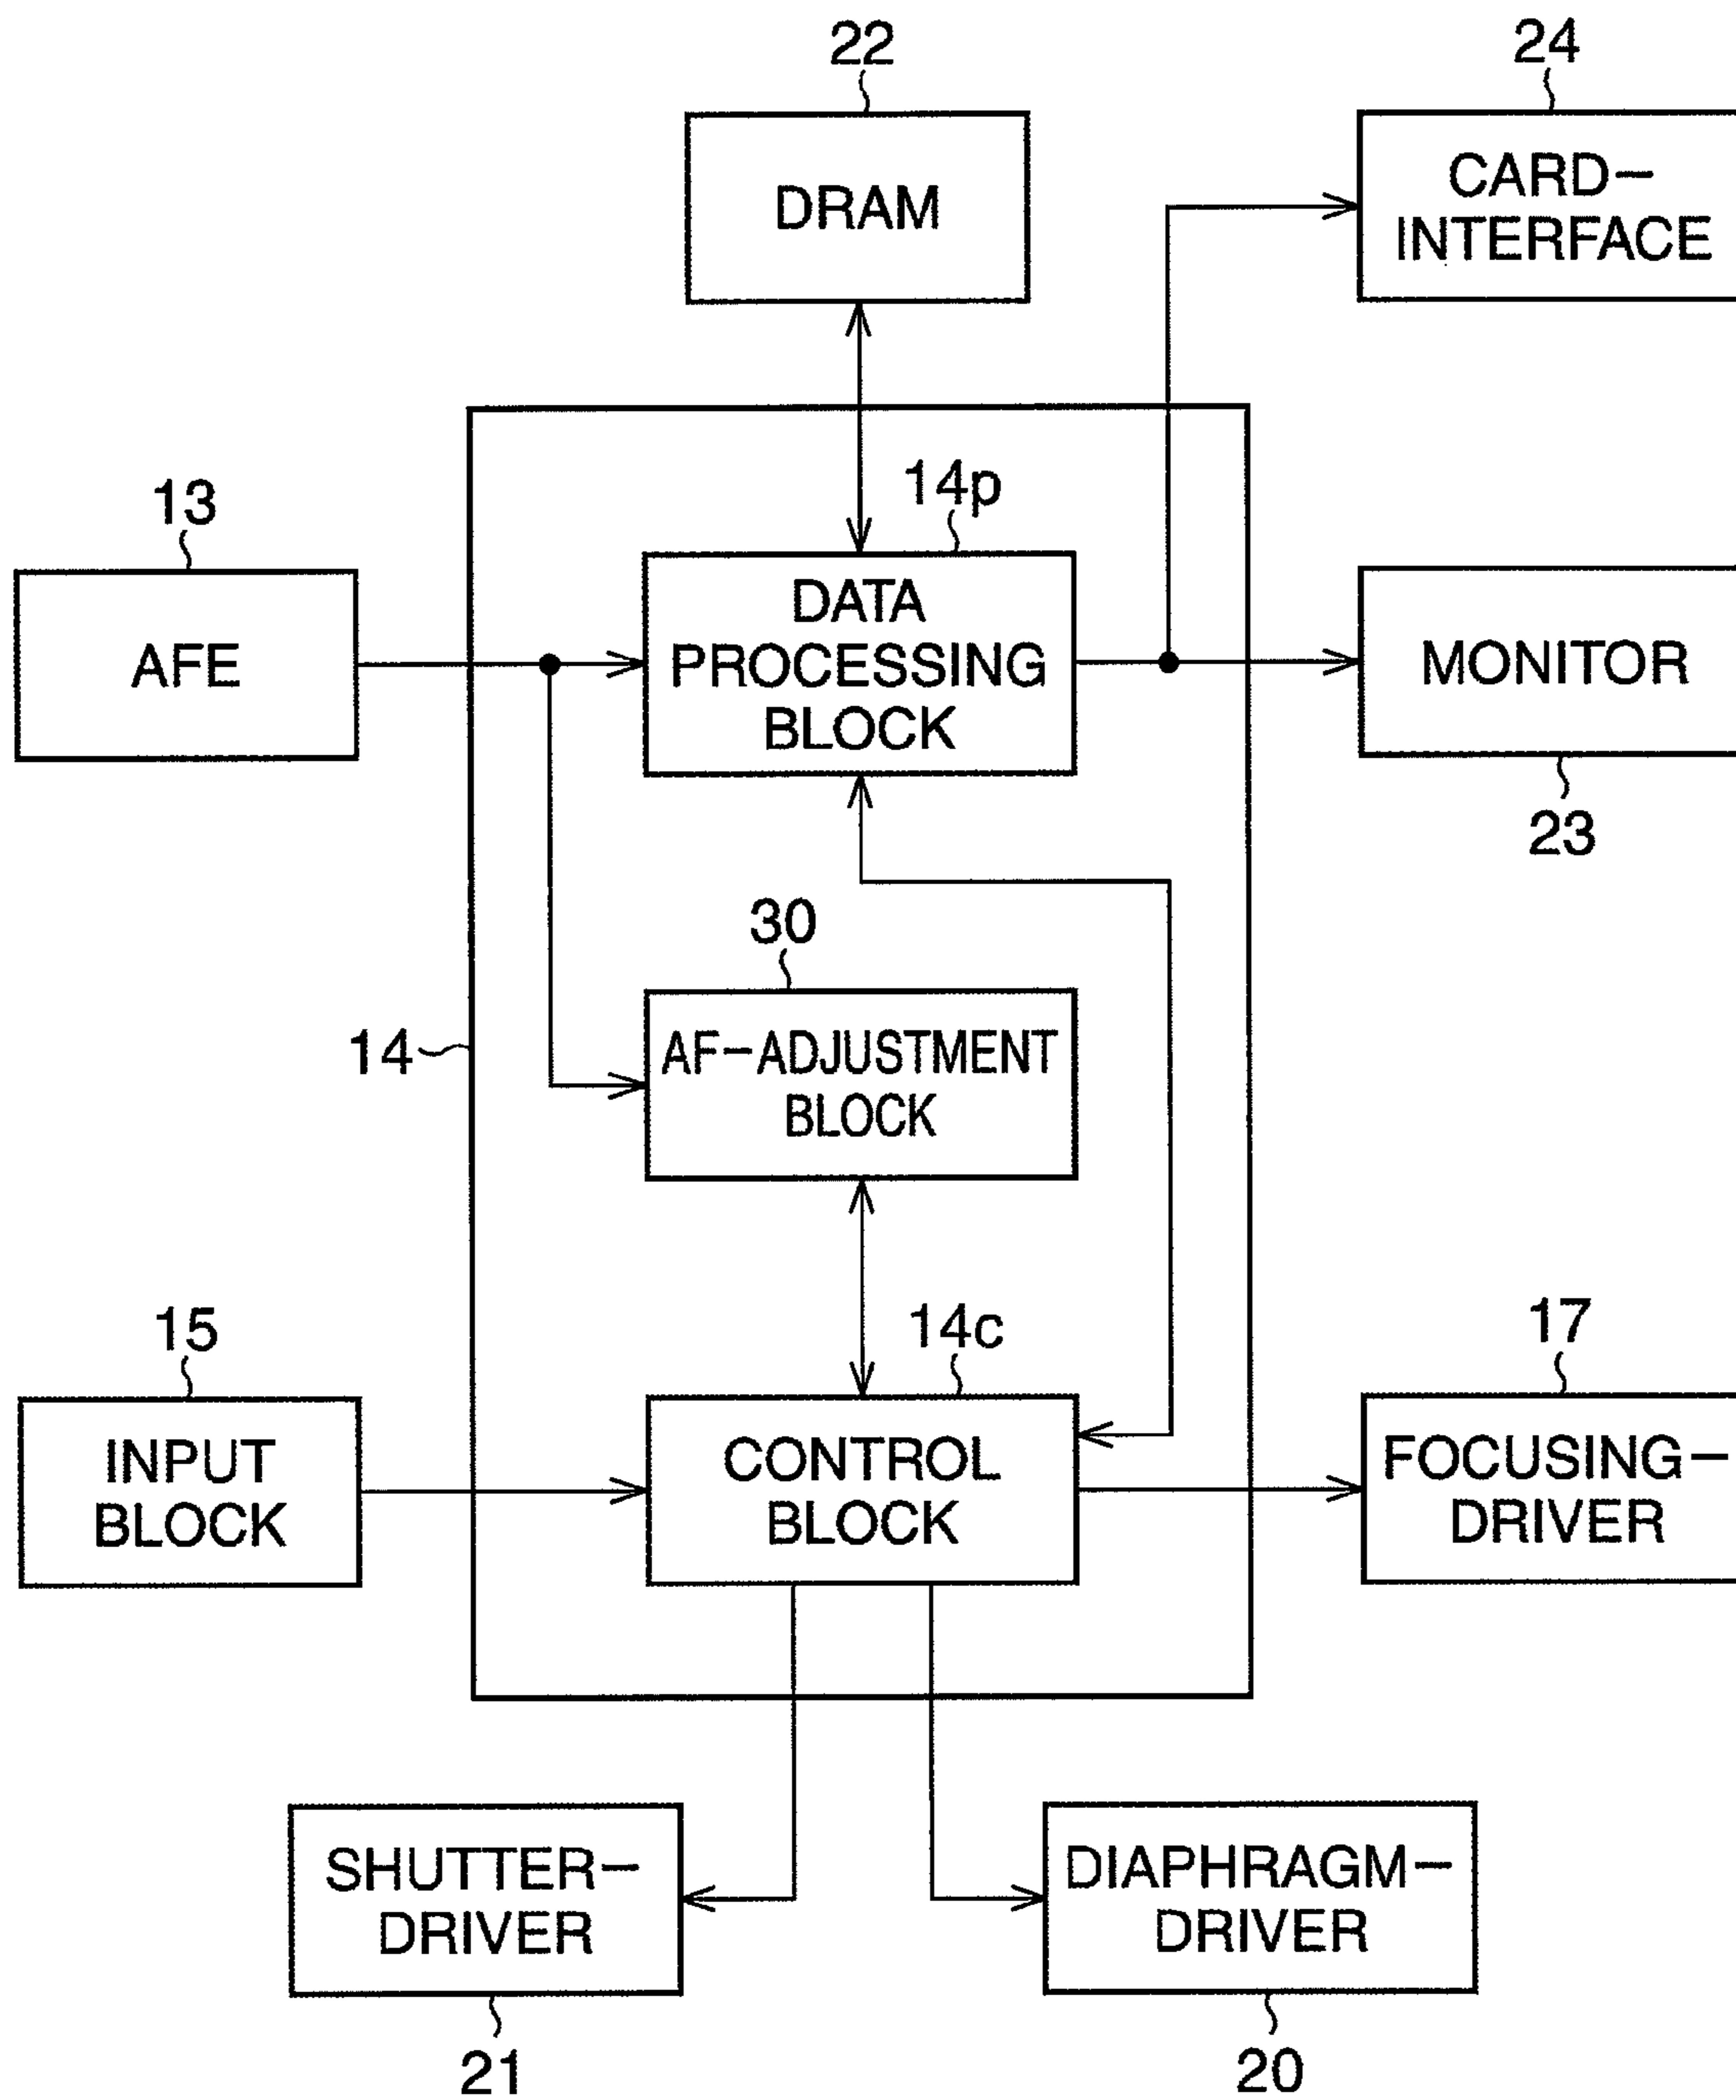 22
24
DRAM
CARD-
INTERFACE
13
14p
AFE
DATA
PROCESSING
BLOCK
MONITOR
23
30
14
AF-ADJUSTMENT
BLOCK
15
14c
17
INPUT
BLOCK
CONTROL
BLOCK
FOCUSING-
DRIVER
SHUTTER-
DRIVER
DIAPHRAGM-
DRIVER
21
20